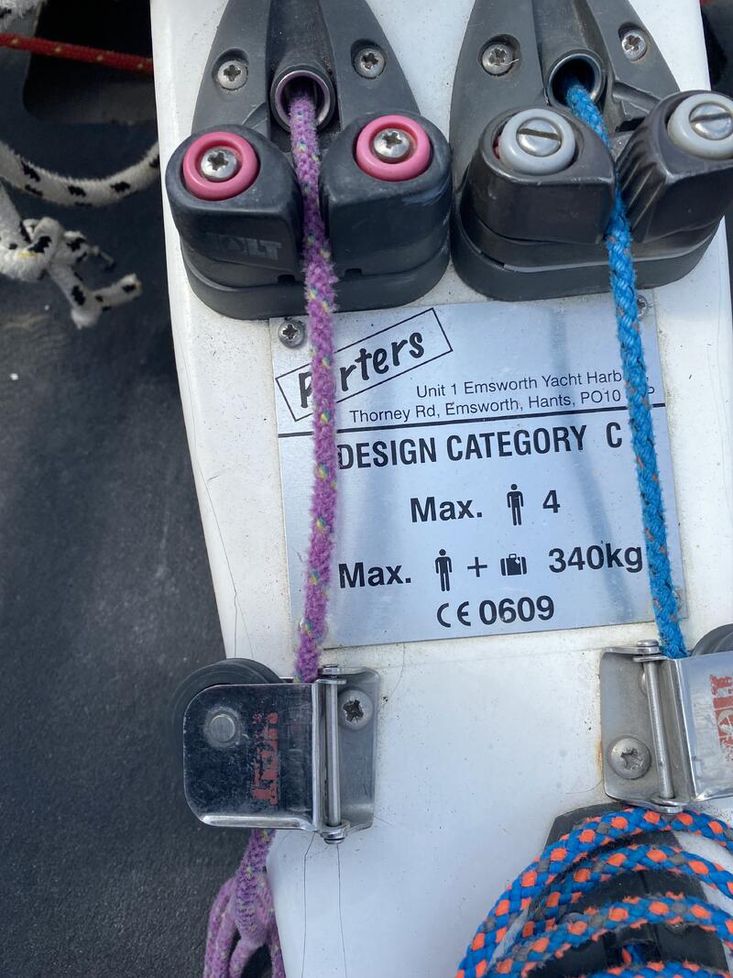 Unit 1 Emsworth Yacht
Thorney Rd, Emsworth, Hants, PO10
DESIGN CATEGORY C
Max. 4
Max. + 340kg
CE 0609